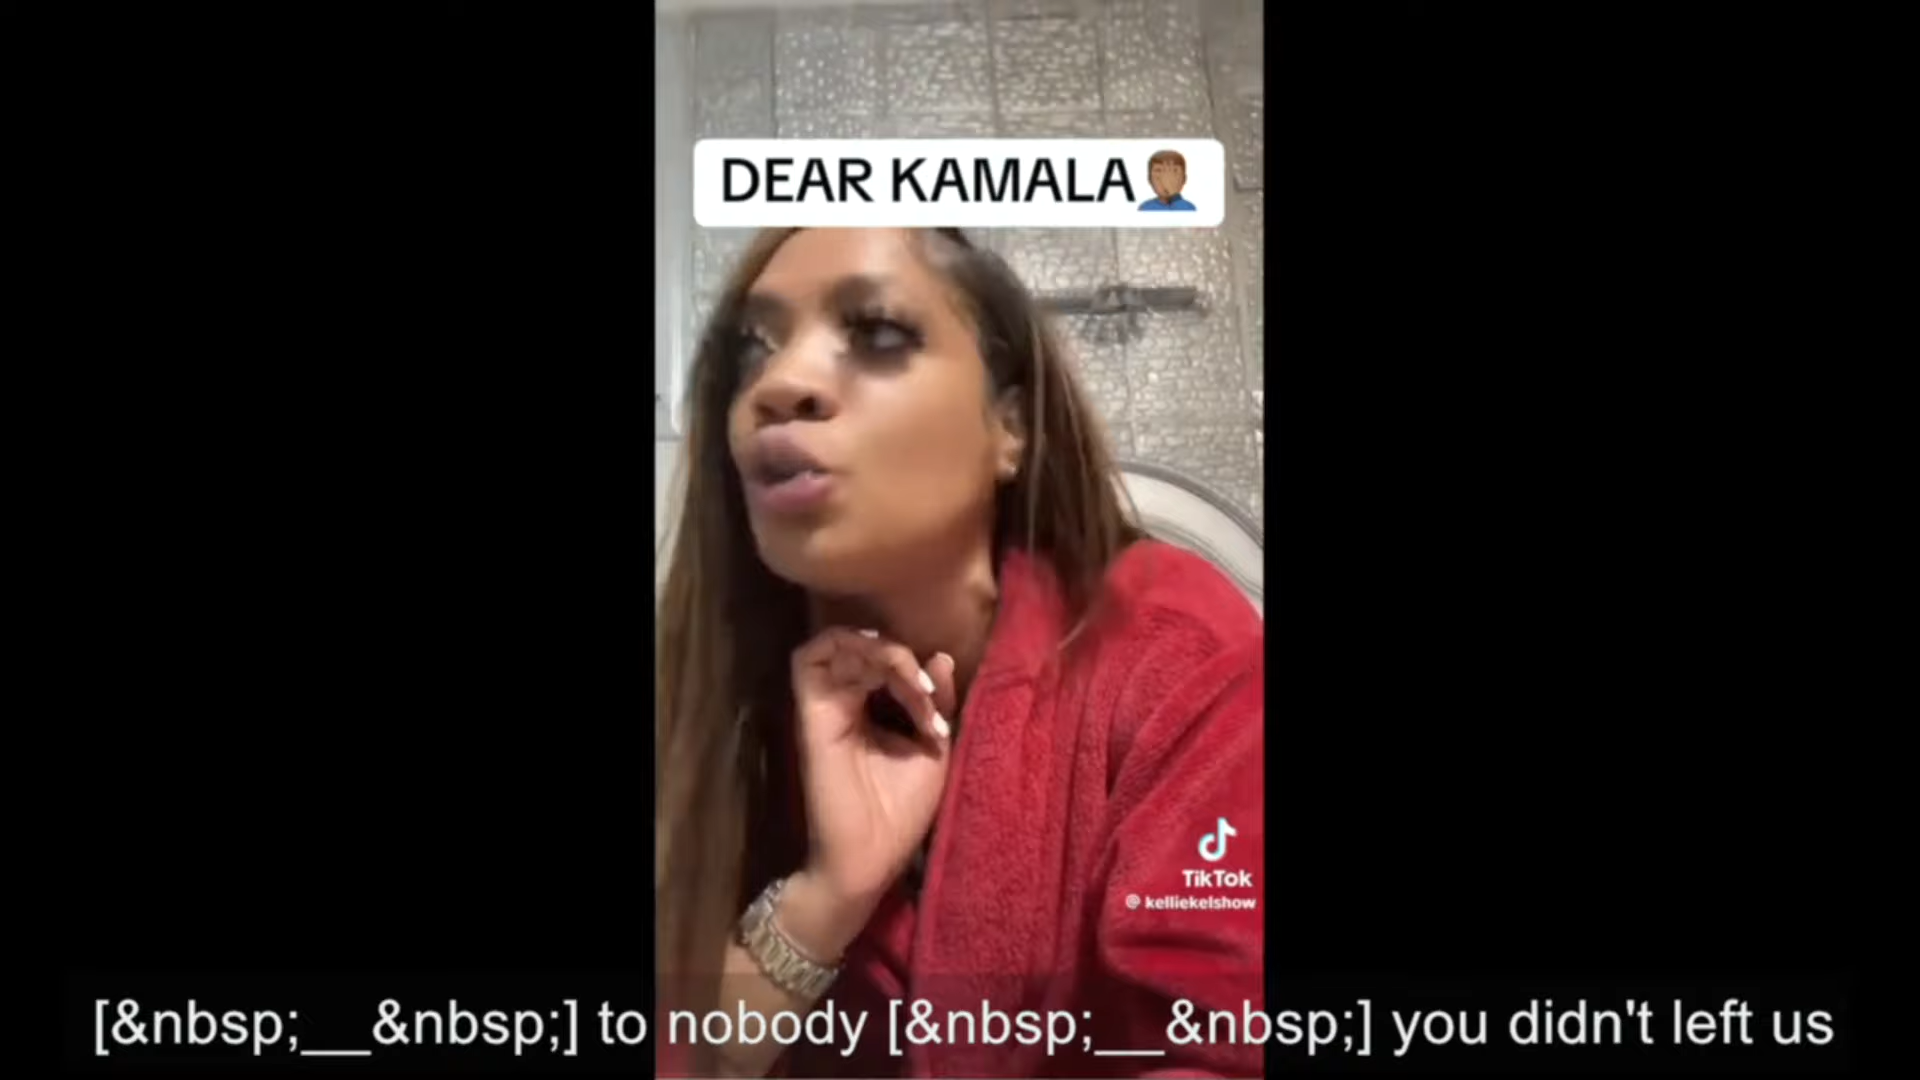 DEAR KAMALA🤦🏾‍♂️
TikTok
@ kelliekelshow
[&nbsp;__&nbsp;] to nobody [&nbsp;__&nbsp;] you didn't left us